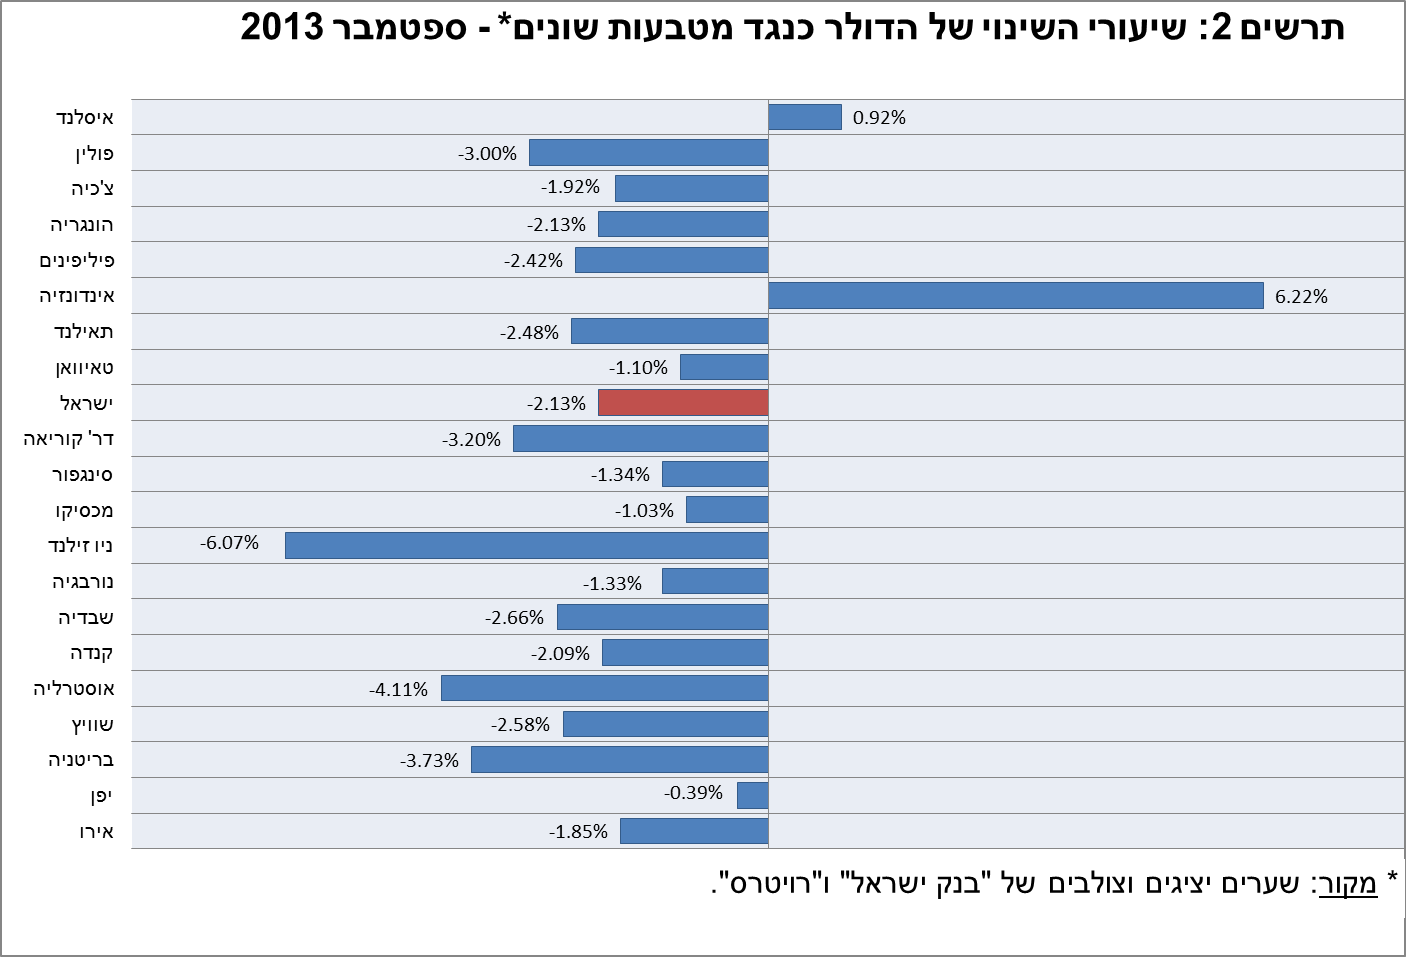 תרשים 2: שיעורי השינוי של הדולר כנגד מטבעות שונים* - ספטמבר 2013
איסלנד 0.92%
פולין -3.00%
צ'כיה -1.92%
הונגריה -2.13%
פיליפינים -2.42%
אינדונזיה 6.22%
תאילנד -2.48%
טאיוואן -1.10%
ישראל -2.13%
דר' קוריאה -3.20%
סינגפור -1.34%
מכסיקו -1.03%
ניו זילנד -6.07%
נורבגיה -1.33%
שבדיה -2.66%
קנדה -2.09%
אוסטרליה -4.11%
שוויץ -2.58%
בריטניה -3.73%
יפן -0.39%
אירו -1.85%
* מקור: שערים יציגים וצולבים של "בנק ישראל" ו"רויטרס".